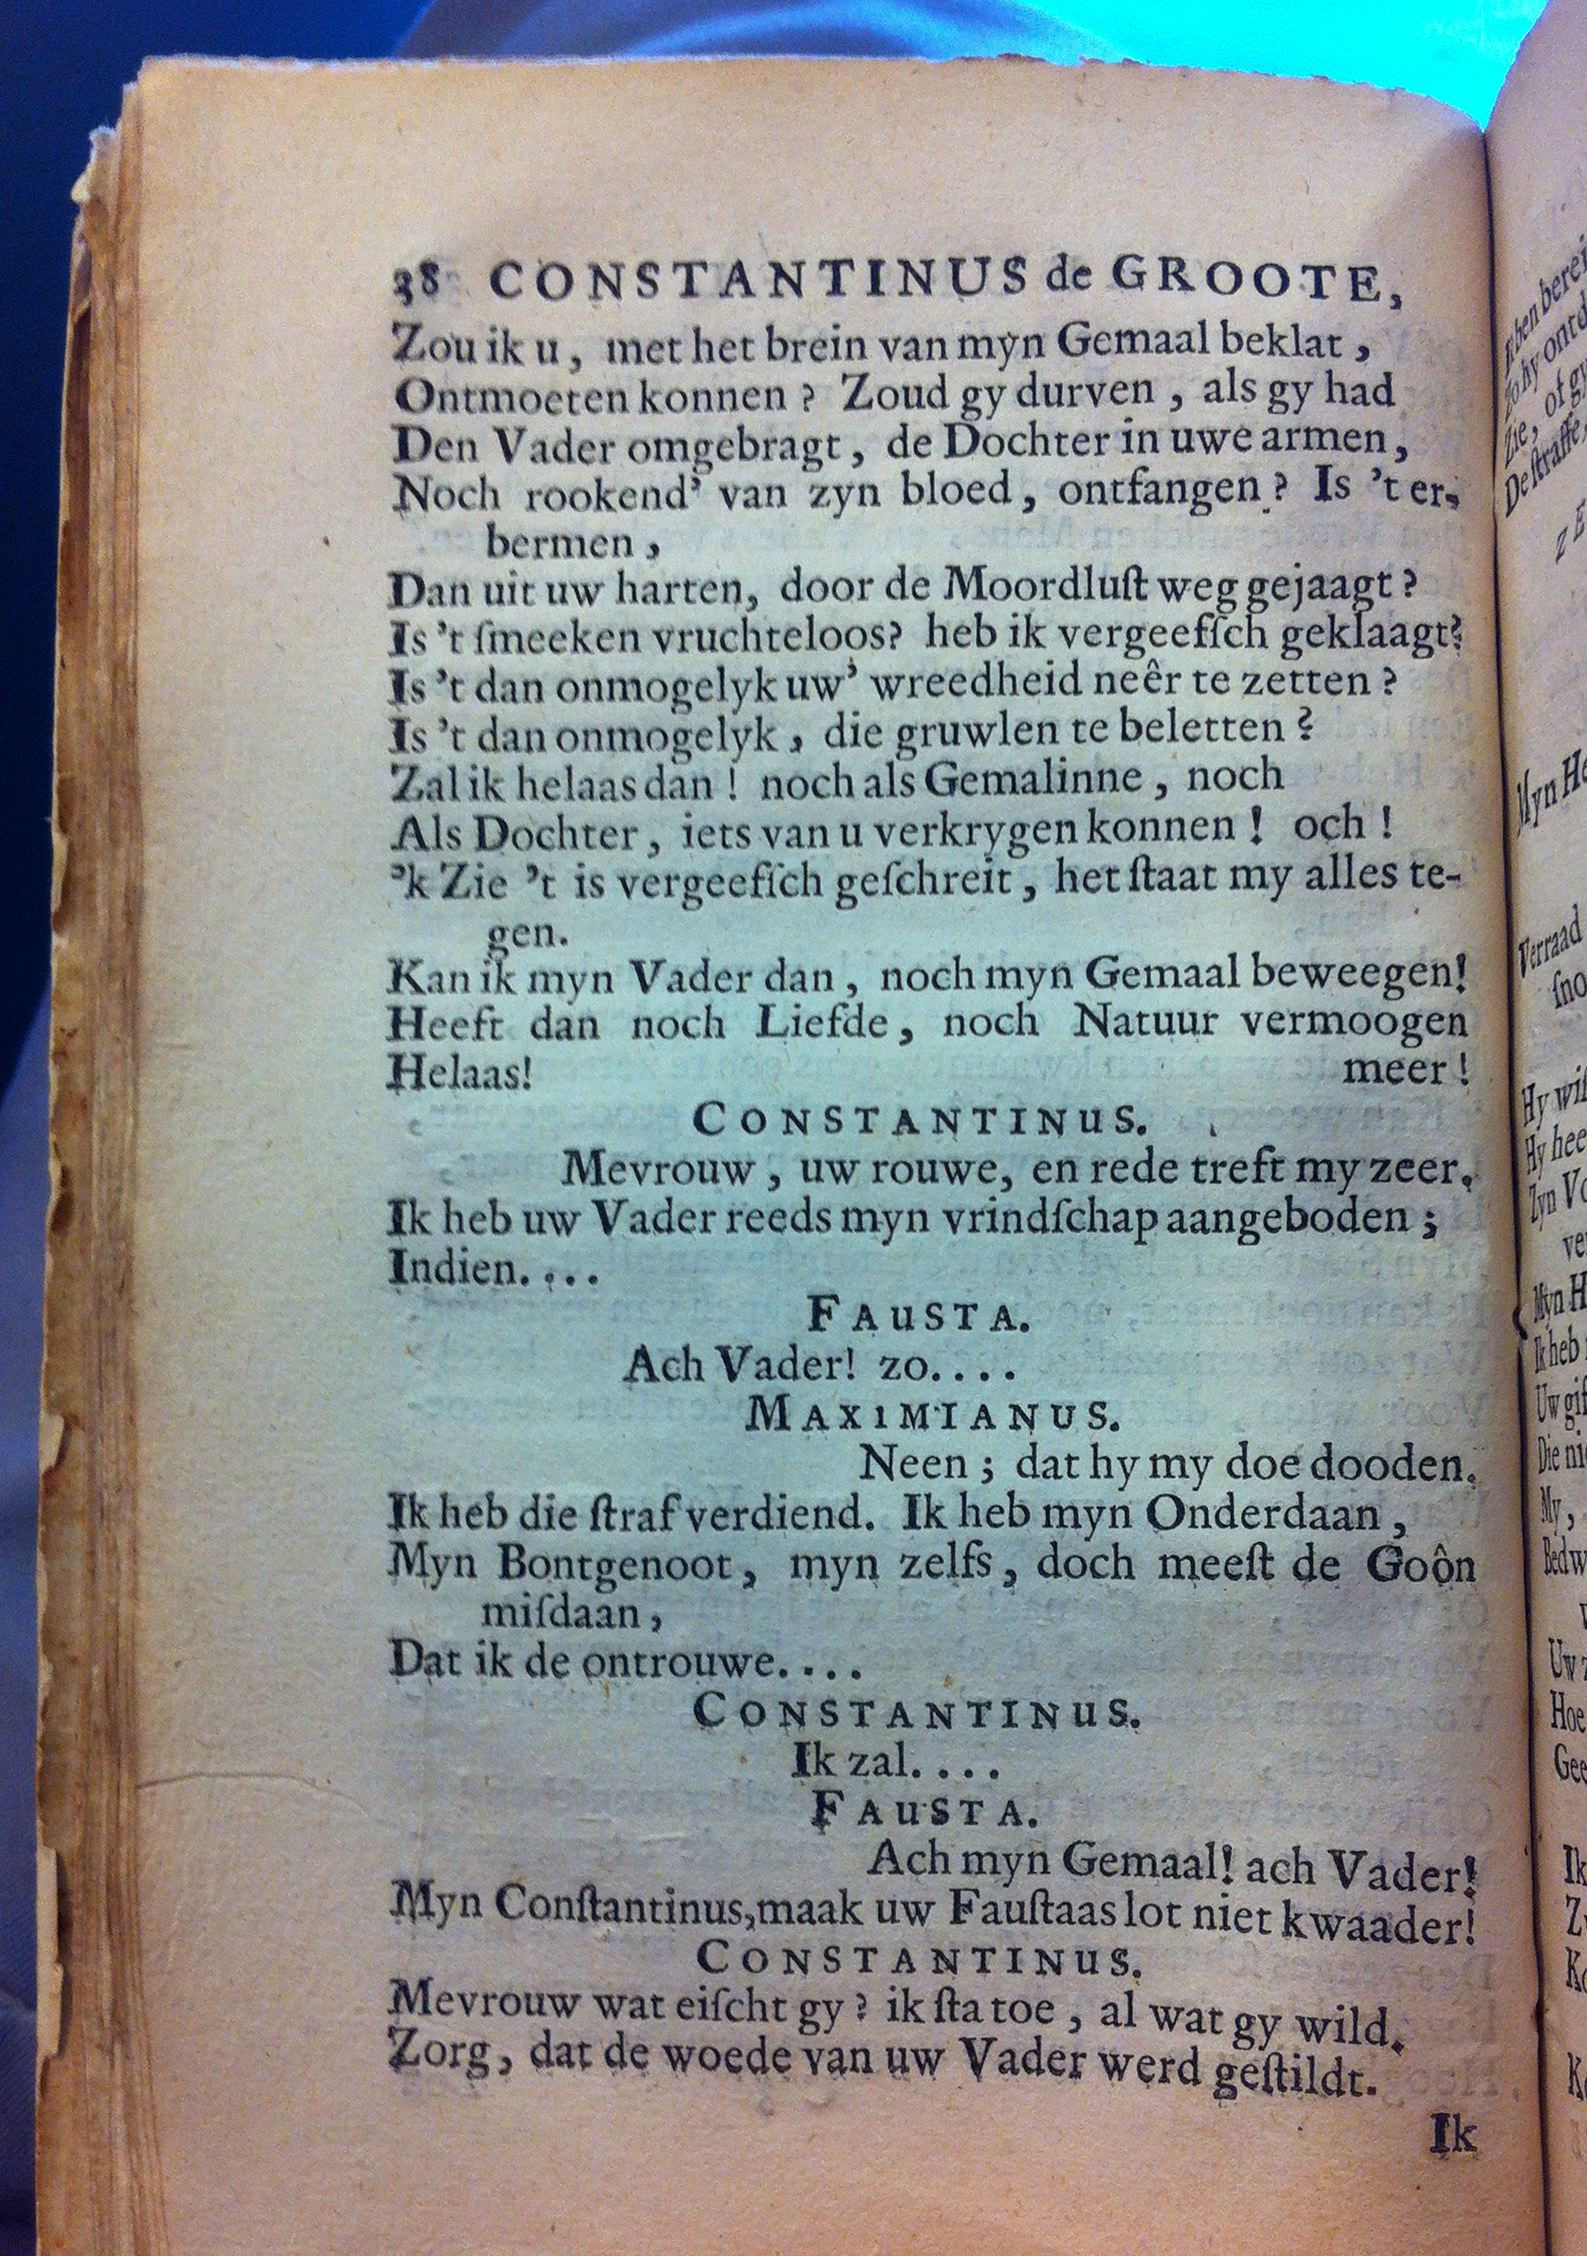 38 CONSTANTINUS de GROOTE,
Zou ik u, met het brein van myn Gemaal beklat,
Ontmoeten konnen? Zoud gy durven, als gy had
Den Vader omgebragt, de Dochter in uwe armen,
Noch rookend' van zyn bloed, ontfangen? Is 't er-
bermen,
Dan uit uw harten, door de Moordluſt weg gejaagt?
Is 't ſmeeken vruchteloos? heb ik vergeefſch geklaagt?
Is 't dan onmogelyk uw' wreedheid neêr te zetten?
Is 't dan onmogelyk, die gruwlen te beletten?
Zal ik helaas dan! noch als Gemalinne, noch
Als Dochter, iets van u verkrygen konnen! och!
'k Zie 't is vergeefſch geſchreit, het ſtaat my alles te-
gen.
Kan ik myn Vader dan, noch myn Gemaal beweegen!
Heeft dan noch Liefde, noch Natuur vermoogen
Helaas! meer!
CONSTANTINUS.
Mevrouw, uw rouwe, en rede treft my zeer.
Ik heb uw Vader reeds myn vrindſchap aangeboden;
Indien....
FAUSTA.
Ach Vader! zo....
MAXIMIANUS.
Neen; dat hy my doe dooden.
Ik heb die ſtraf verdiend. Ik heb myn Onderdaan,
Myn Bontgenoot, myn zelfs, doch meeſt de Goôn
miſdaan,
Dat ik de ontrouwe....
CONSTANTINUS.
Ik zal....
FAUSTA.
Ach myn Gemaal! ach Vader!
Myn Conſtantinus, maak uw Fauſtaas lot niet kwaader!
CONSTANTINUS.
Mevrouw wat eiſcht gy? ik ſta toe, al wat gy wild.
Zorg, dat de woede van uw Vader werd geſtildt.
Ik